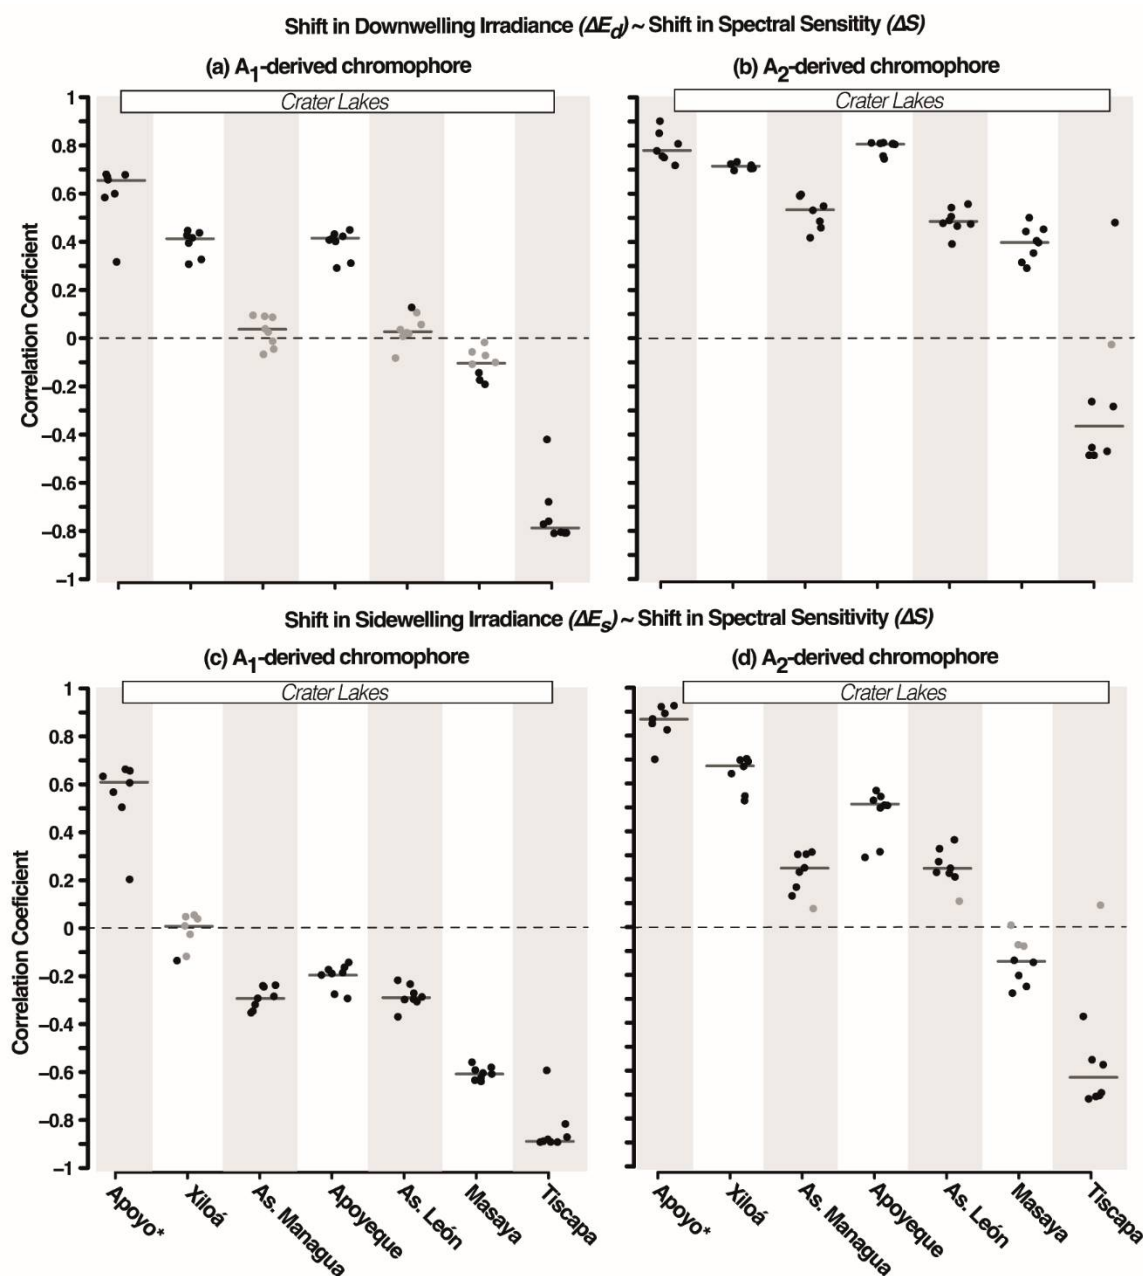 Shift in Downwelling Irradiance (ΔEd) ~ Shift in Spectral Sensitity (ΔS)
(a) A1-derived chromophore
(b) A2-derived chromophore
Crater Lakes
Crater Lakes
Correlation Coeficient
1
0.8
0.6
0.4
0.2
0
−0.2
−0.4
−0.6
−0.8
−1
Shift in Sidewelling Irradiance (ΔEs) ~ Shift in Spectral Sensitivity (ΔS)
(c) A1-derived chromophore
(d) A2-derived chromophore
Crater Lakes
Crater Lakes
Correlation Coeficient
1
0.8
0.6
0.4
0.2
0
−0.2
−0.4
−0.6
−0.8
−1
Apoyo*
Xiloá
As. Managua
Apoyeque
As. León
Masaya
Tiscapa
Apoyo*
Xiloá
As. Managua
Apoyeque
As. León
Masaya
Tiscapa